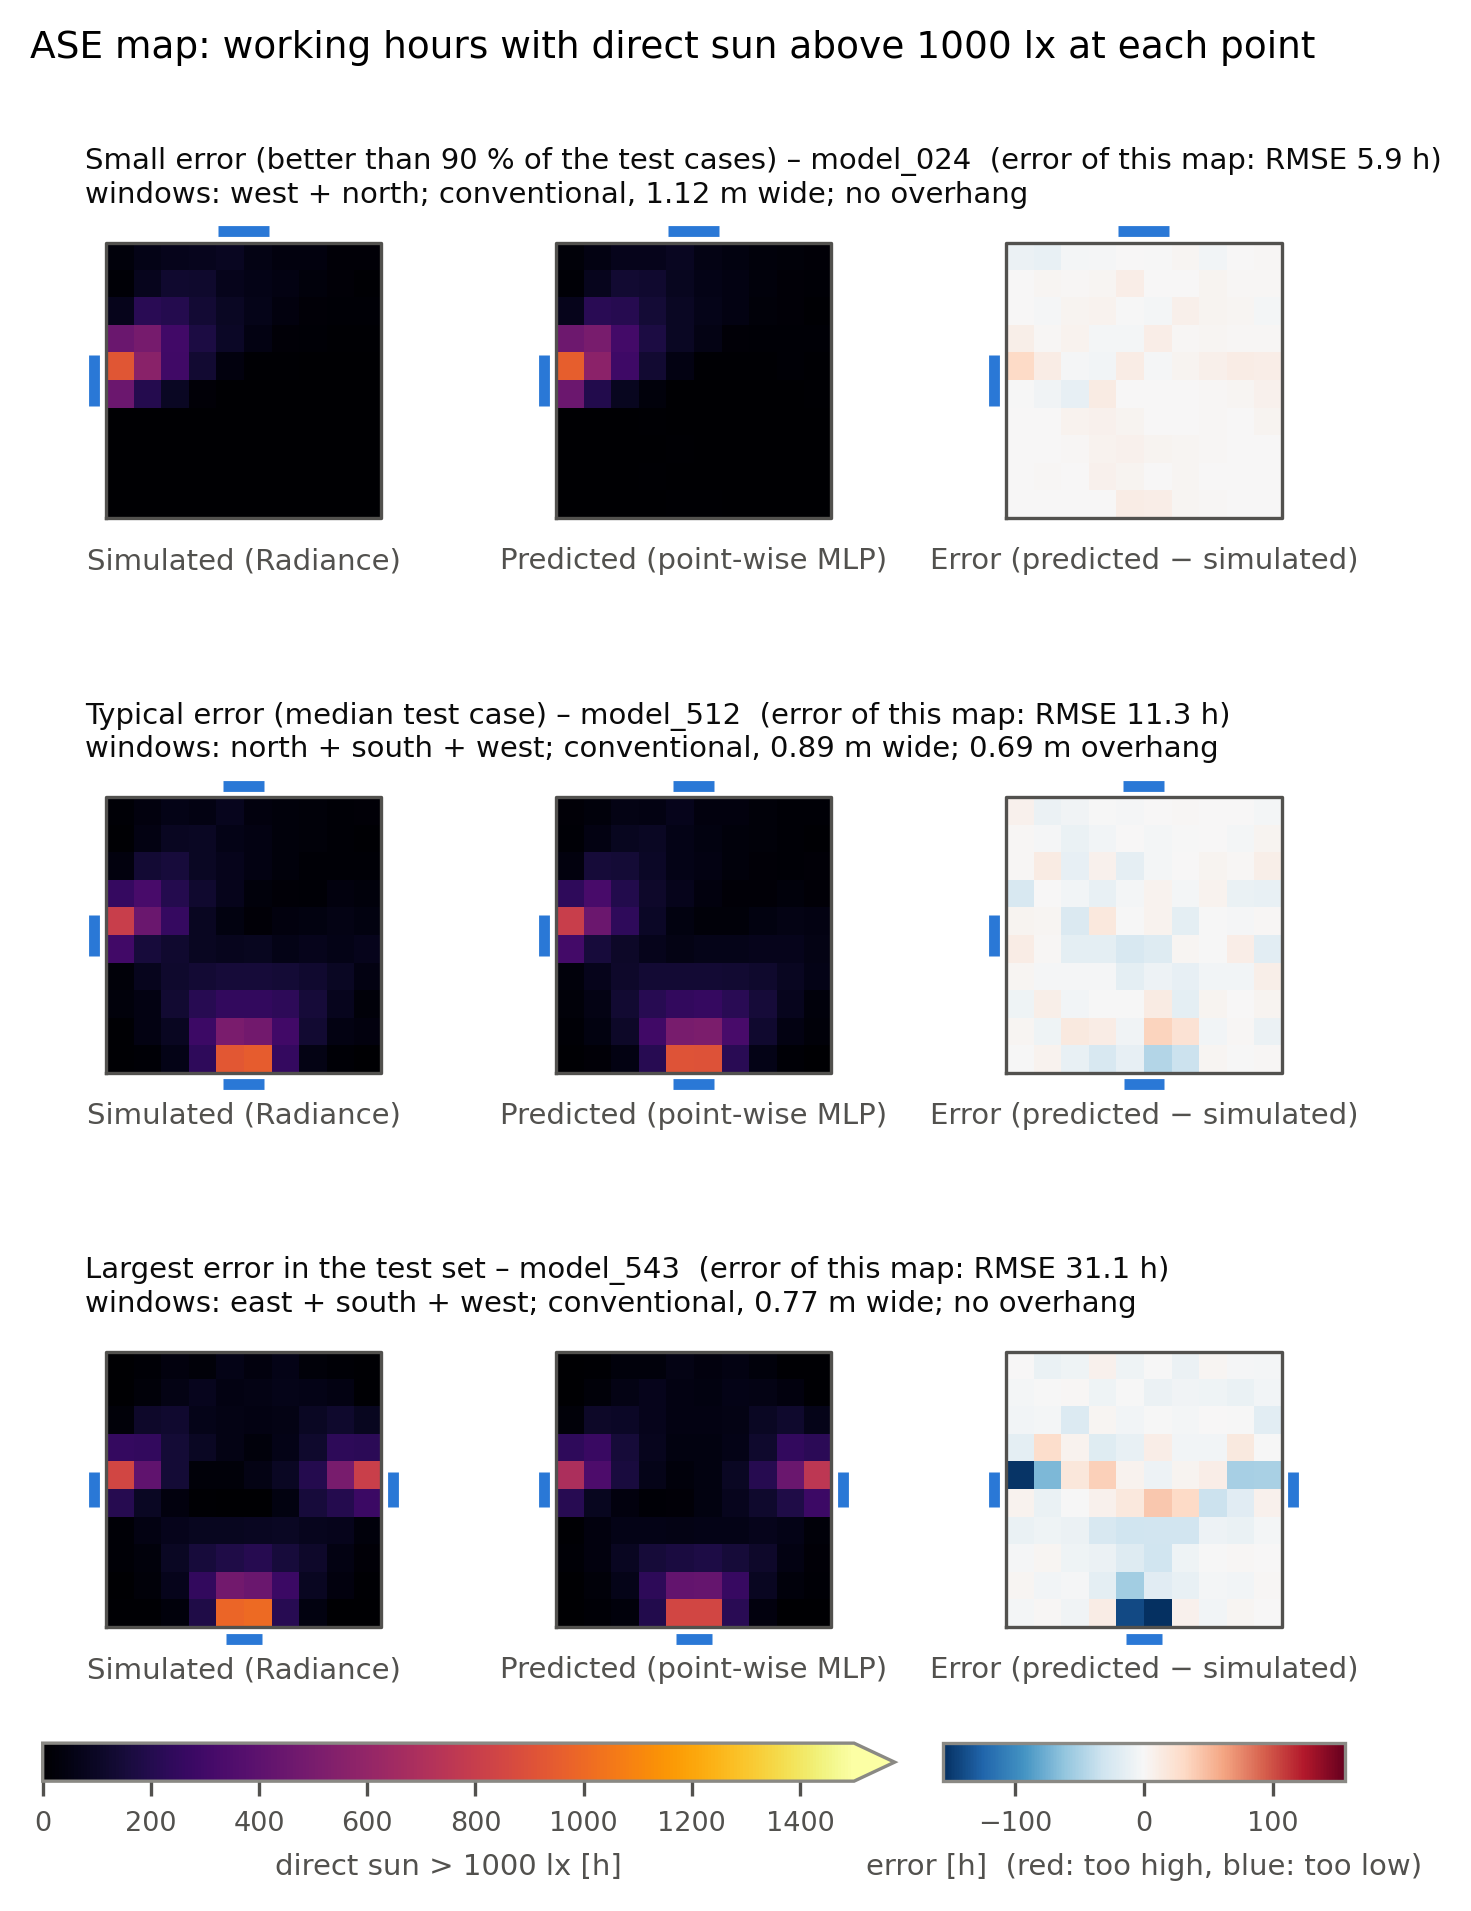 ASE map: working hours with direct sun above 1000 lx at each point
Small error (better than 90 % of the test cases) – model_024  (error of this map: RMSE 5.9 h)
windows: west + north; conventional, 1.12 m wide; no overhang
Simulated (Radiance)
Predicted (point-wise MLP)
Error (predicted − simulated)
Typical error (median test case) – model_512  (error of this map: RMSE 11.3 h)
windows: north + south + west; conventional, 0.89 m wide; 0.69 m overhang
Simulated (Radiance)
Predicted (point-wise MLP)
Error (predicted − simulated)
Largest error in the test set – model_543  (error of this map: RMSE 31.1 h)
windows: east + south + west; conventional, 0.77 m wide; no overhang
Simulated (Radiance)
Predicted (point-wise MLP)
Error (predicted − simulated)
0 200 400 600 800 1000 1200 1400
direct sun > 1000 lx [h]
−100 0 100
error [h]  (red: too high, blue: too low)